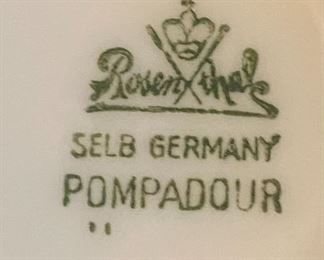 Rosenthal
SELB GERMANY
POMPADOUR